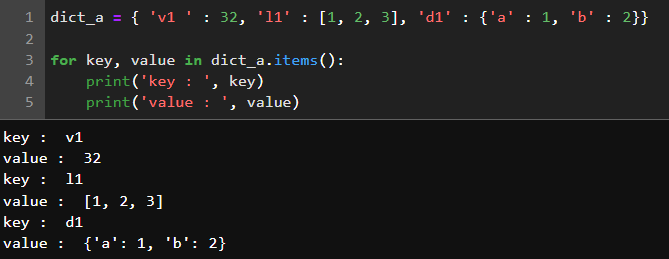 1 dict_a = { 'v1 ' : 32, 'l1' : [1, 2, 3], 'd1' : {'a' : 1, 'b' : 2}}
2
3 for key, value in dict_a.items():
4     print('key : ', key)
5     print('value : ', value)
key :  v1
value :  32
key :  l1
value :  [1, 2, 3]
key :  d1
value :  {'a': 1, 'b': 2}